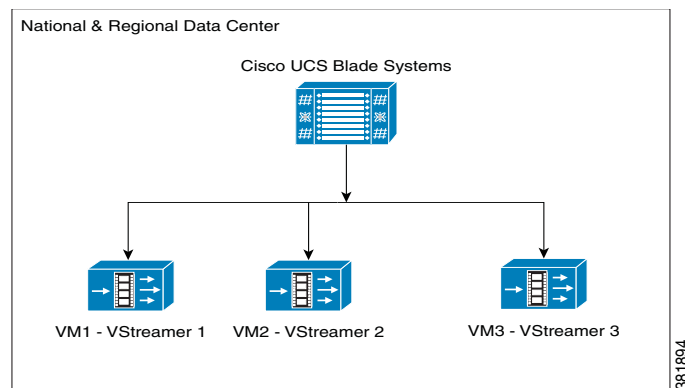 National & Regional Data Center
Cisco UCS Blade Systems
VM1 - VStreamer 1
VM2 - VStreamer 2
VM3 - VStreamer 3
381894